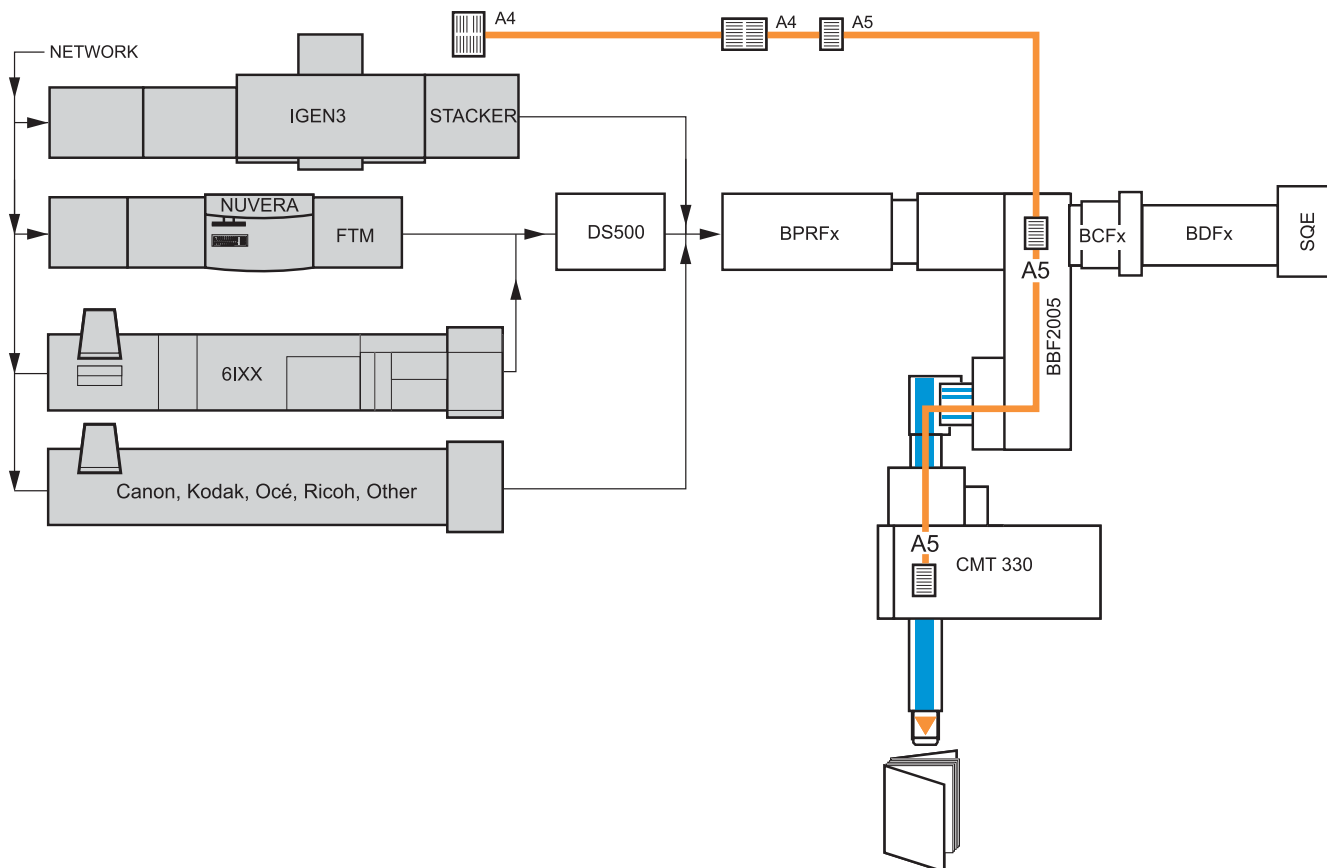 A4
A4
A5
NETWORK
IGEN3
STACKER
NUVERA
FTM
DS500
BPRFx
BCFx
BDFx
SQE
A5
BBF2005
6IXX
Canon, Kodak, Océ, Ricoh, Other
A5
CMT 330